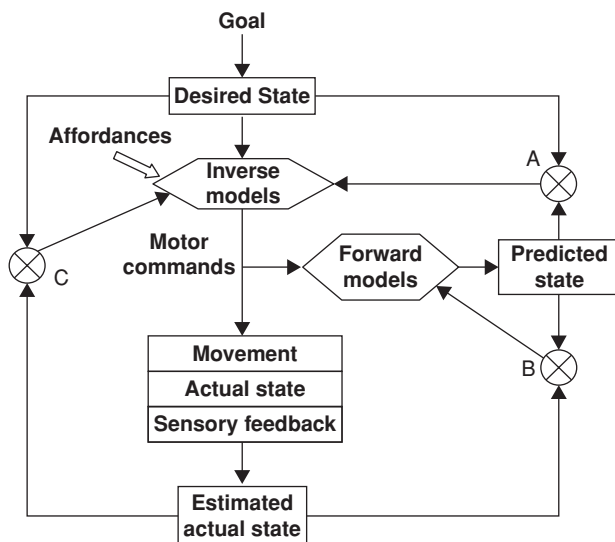 Goal
Desired State
Affordances
A
Inverse
models
C
Motor
commands
Forward
models
Predicted
state
B
Movement
Actual state
Sensory feedback
Estimated
actual state